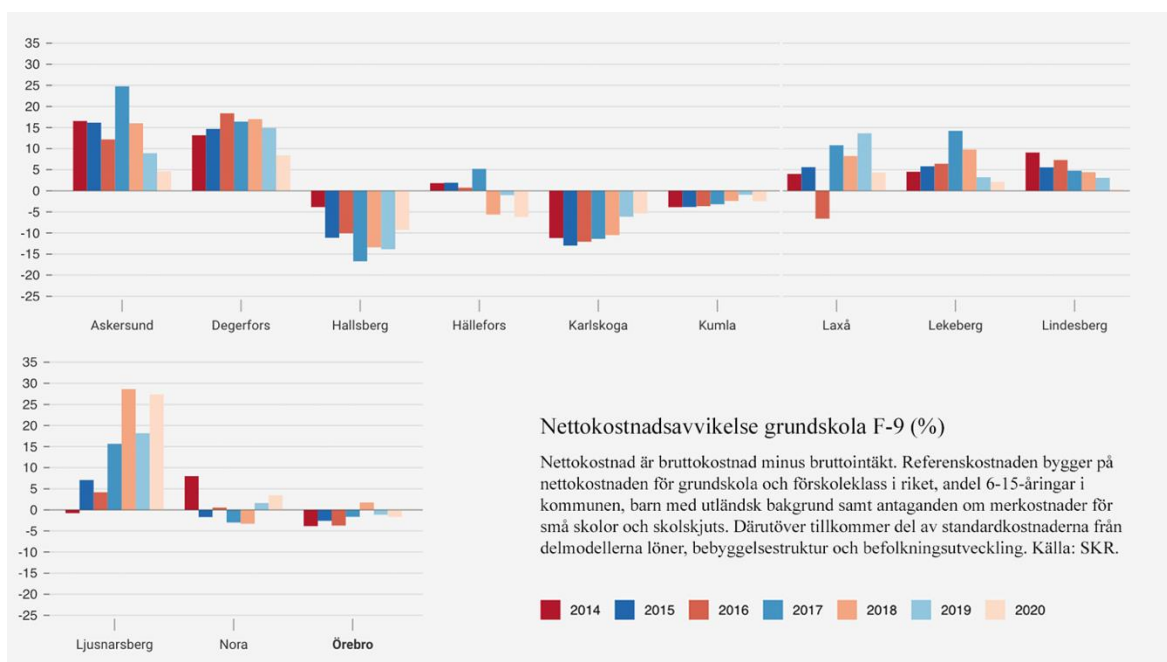 35
30
25
20
15
10
5
0
-5
-10
-15
-20
-25
Askersund Degerfors Hallsberg Hällefors Karlskoga Kumla Laxå Lekeberg Lindesberg
35
30
25
20
15
10
5
0
-5
-10
-15
-20
-25
Ljusnarsberg Nora Örebro
Nettokostnadsavvikelse grundskola F-9 (%)
Nettokostnad är bruttokostnad minus bruttointäkt. Referenskostnaden bygger på
nettokostnaden för grundskola och förskoleklass i riket, andel 6-15-åringar i
kommunen, barn med utländsk bakgrund samt antaganden om merkostnader för
små skolor och skolskjuts. Därutöver tillkommer del av standardkostnaderna från
delmodellerna löner, bebyggelsestruktur och befolkningsutveckling. Källa: SKR.
2014 2015 2016 2017 2018 2019 2020